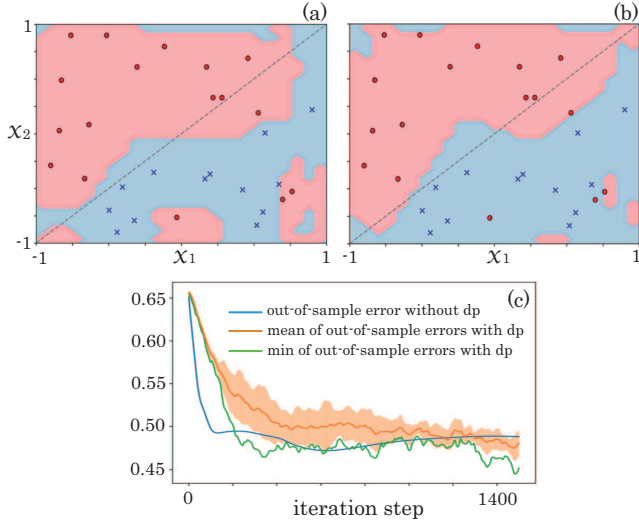 (a)
(b)
1
x2
-1
-1
x1
1
-1
x1
1
(c)
0.65
0.60
0.55
0.50
0.45
out-of-sample error without dp
mean of out-of-sample errors with dp
min of out-of-sample errors with dp
0
1400
iteration step